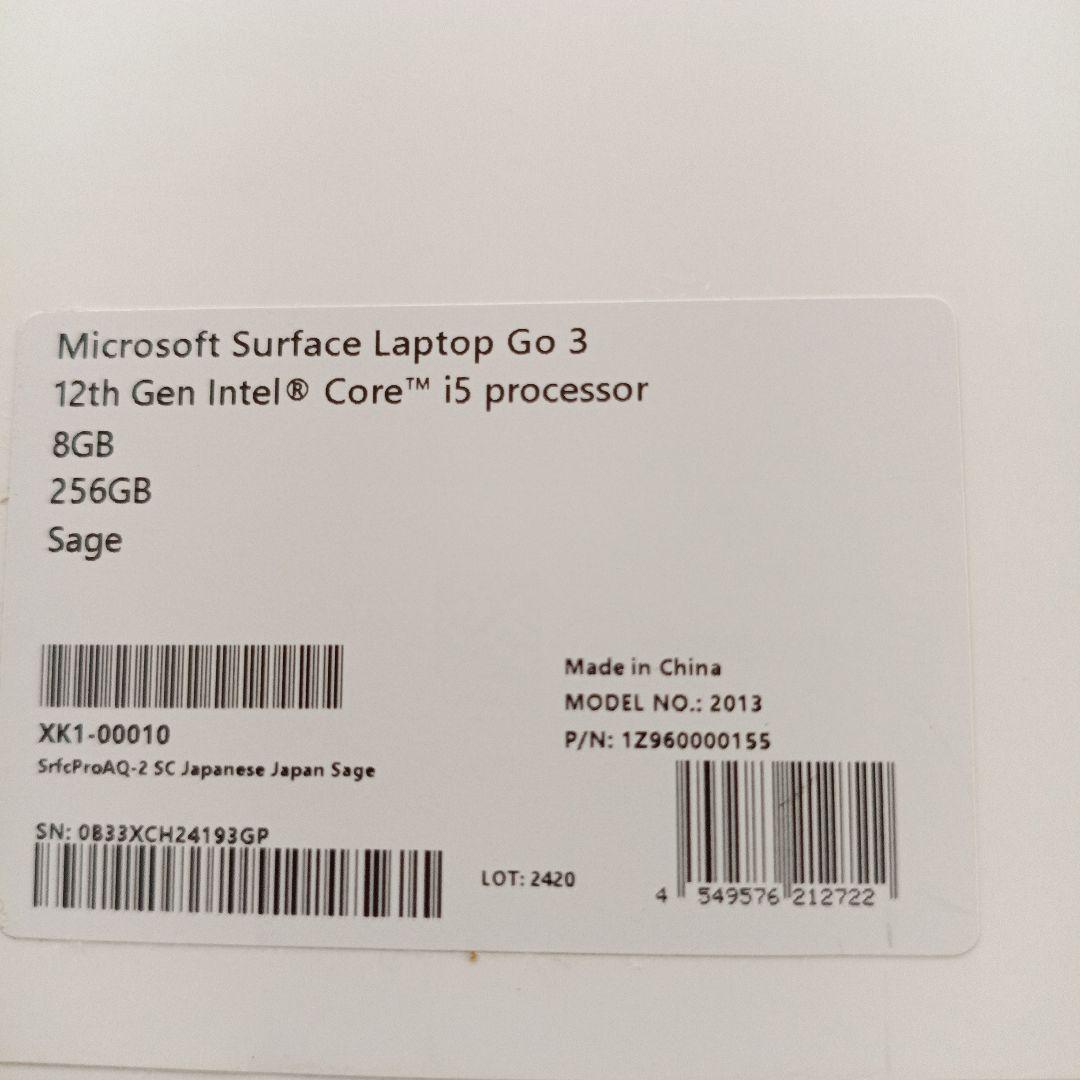 Microsoft Surface Laptop Go 3
12th Gen Intel® Core™ i5 processor
8GB
256GB
Sage
XK1-00010
SrfcProAQ-2 SC Japanese Japan Sage
SN: 0B33XCH24193GP
Made in China
MODEL NO.: 2013
P/N: 1Z960000155
LOT: 2420
4 549576 212722